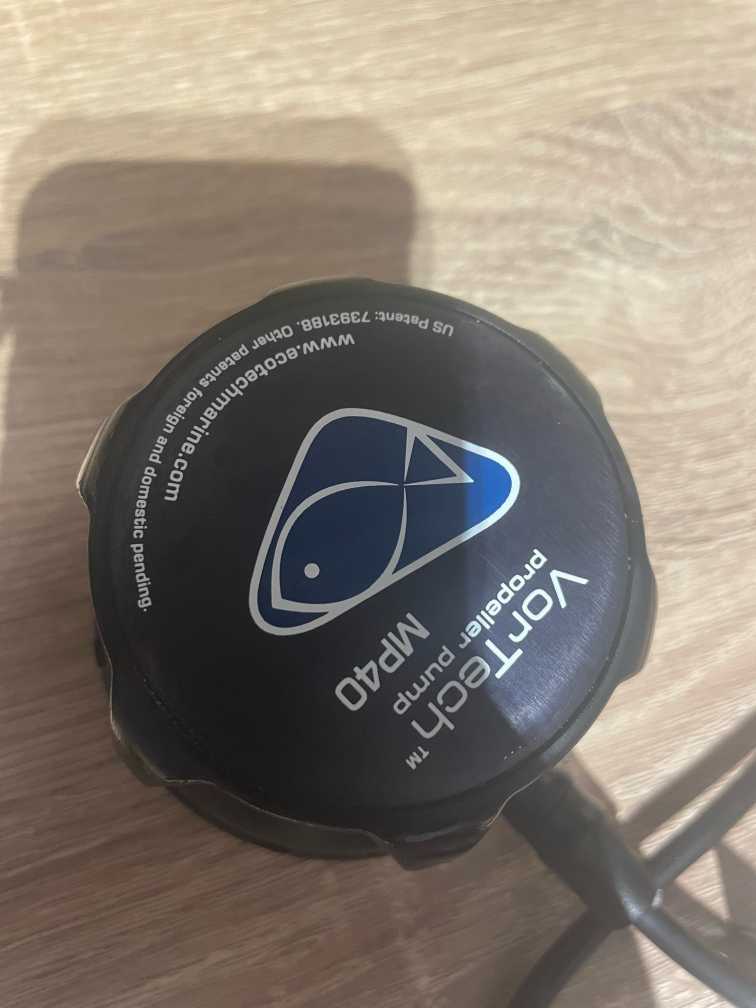 VorTech™
propeller pump
MP40
www.ecotechmarine.com
US Patent: 7393188. Other patents foreign and domestic pending.